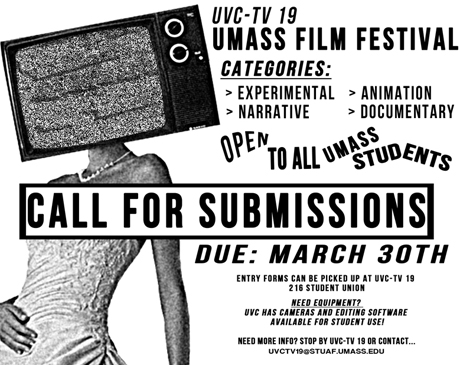 UVC-TV 19
UMASS FILM FESTIVAL
CATEGORIES:
> EXPERIMENTAL > ANIMATION
> NARRATIVE > DOCUMENTARY
OPEN TO ALL UMASS STUDENTS
CALL FOR SUBMISSIONS
DUE: MARCH 30TH
ENTRY FORMS CAN BE PICKED UP AT UVC-TV 19
216 STUDENT UNION
NEED EQUIPMENT?
UVC HAS CAMERAS AND EDITING SOFTWARE
AVAILABLE FOR STUDENT USE!
NEED MORE INFO? STOP BY UVC-TV 19 OR CONTACT...
UVCTV19@STUAF.UMASS.EDU